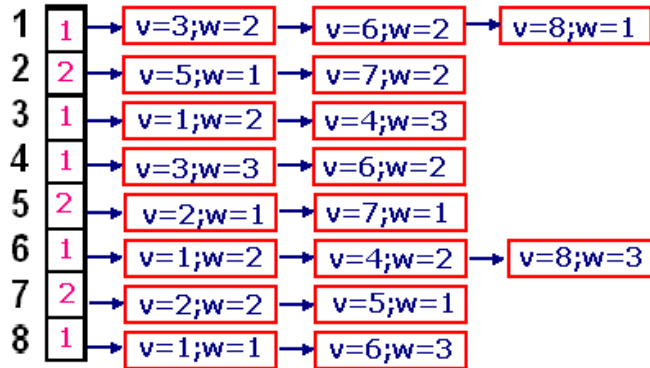 1 1 v=3;w=2 v=6;w=2 v=8;w=1
2 2 v=5;w=1 v=7;w=2
3 1 v=1;w=2 v=4;w=3
4 1 v=3;w=3 v=6;w=2
5 2 v=2;w=1 v=7;w=1
6 1 v=1;w=2 v=4;w=2 v=8;w=3
7 2 v=2;w=2 v=5;w=1
8 1 v=1;w=1 v=6;w=3